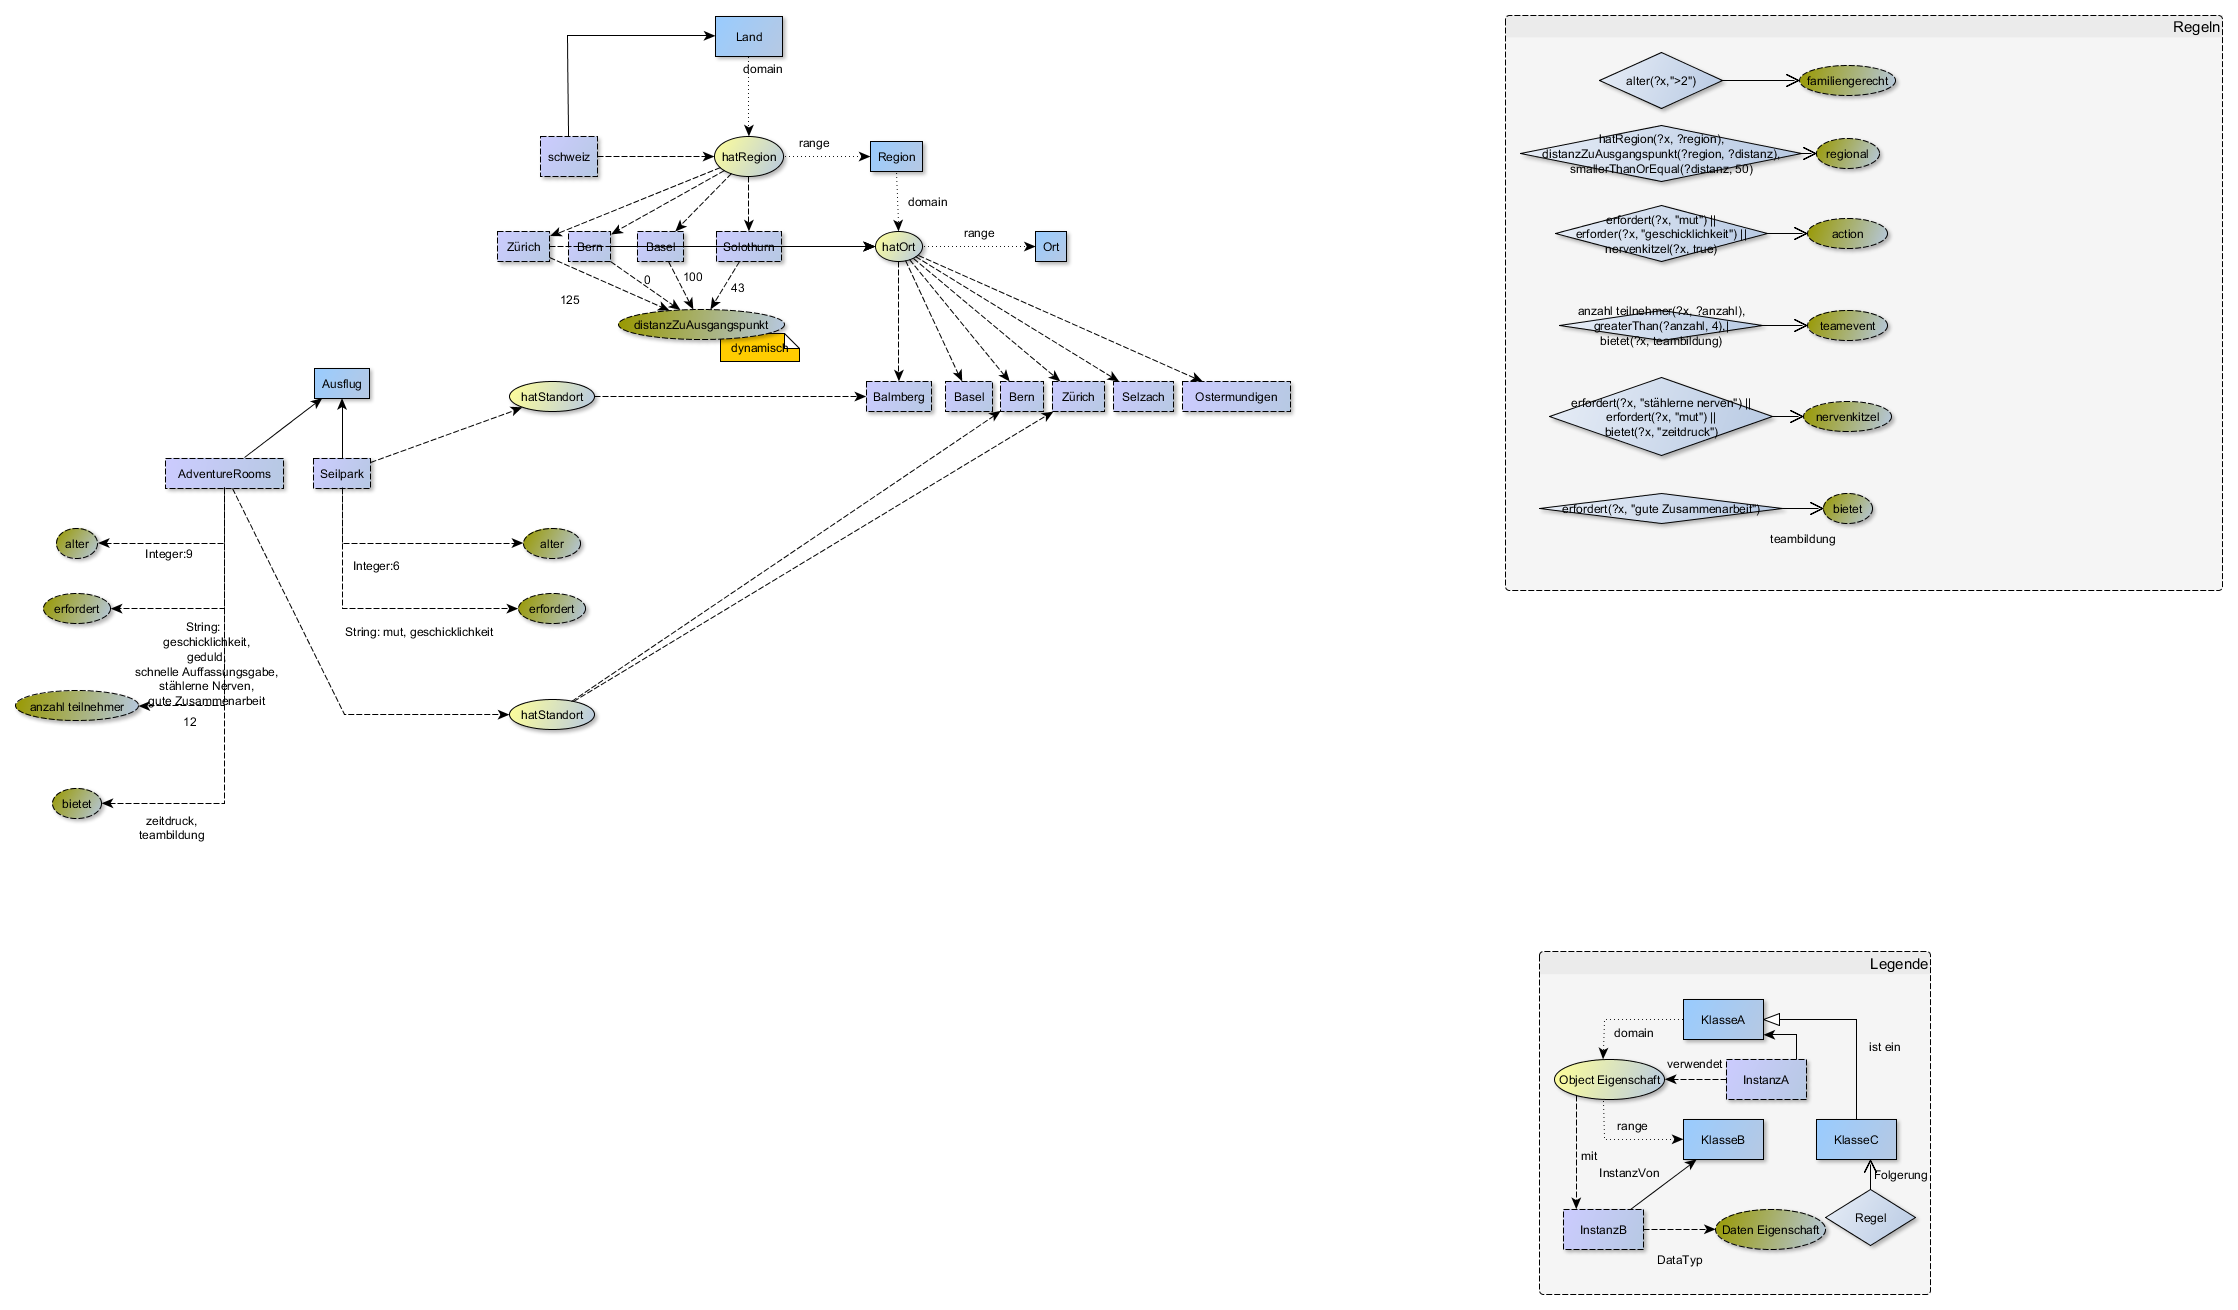 Land
domain
schweiz
hatRegion
range
Region
domain
Zürich
Bern
Basel
Solothurn
hatOrt
range
Ort
125
0
100
43
distanzZuAusgangspunkt
dynamisch
Ausflug
hatStandort
Balmberg
Basel
Bern
Zürich
Selzach
Ostermundigen
AdventureRooms
Seilpark
alter
Integer:9
Integer:6
alter
erfordert
String:
geschicklichkeit,
geduld,
schnelle Auffassungsgabe,
stählerne Nerven,
gute Zusammenarbeit
String: mut, geschicklichkeit
erfordert
anzahl teilnehmer
12
hatStandort
bietet
zeitdruck,
teambildung
Regeln
alter(?x,">2")
familiengerecht
hatRegion(?x, ?region),
distanzZuAusgangspunkt(?region, ?distanz),
smallerThanOrEqual(?distanz, 50)
regional
erfordert(?x, "mut") ||
erforder(?x, "geschicklichkeit") ||
nervenkitzel(?x, true)
action
anzahl teilnehmer(?x, ?anzahl),
greaterThan(?anzahl, 4),|
bietet(?x, teambildung)
teamevent
erfordert(?x, "stählerne nerven") ||
erfordert(?x, "mut") ||
bietet(?x, "zeitdruck")
nervenkitzel
erfordert(?x, "gute Zusammenarbeit")
bietet
teambildung
Legende
KlasseA
domain
ist ein
verwendet
Object Eigenschaft
InstanzA
range
KlasseB
KlasseC
mit
InstanzVon
Folgerung
InstanzB
Daten Eigenschaft
Regel
DataTyp